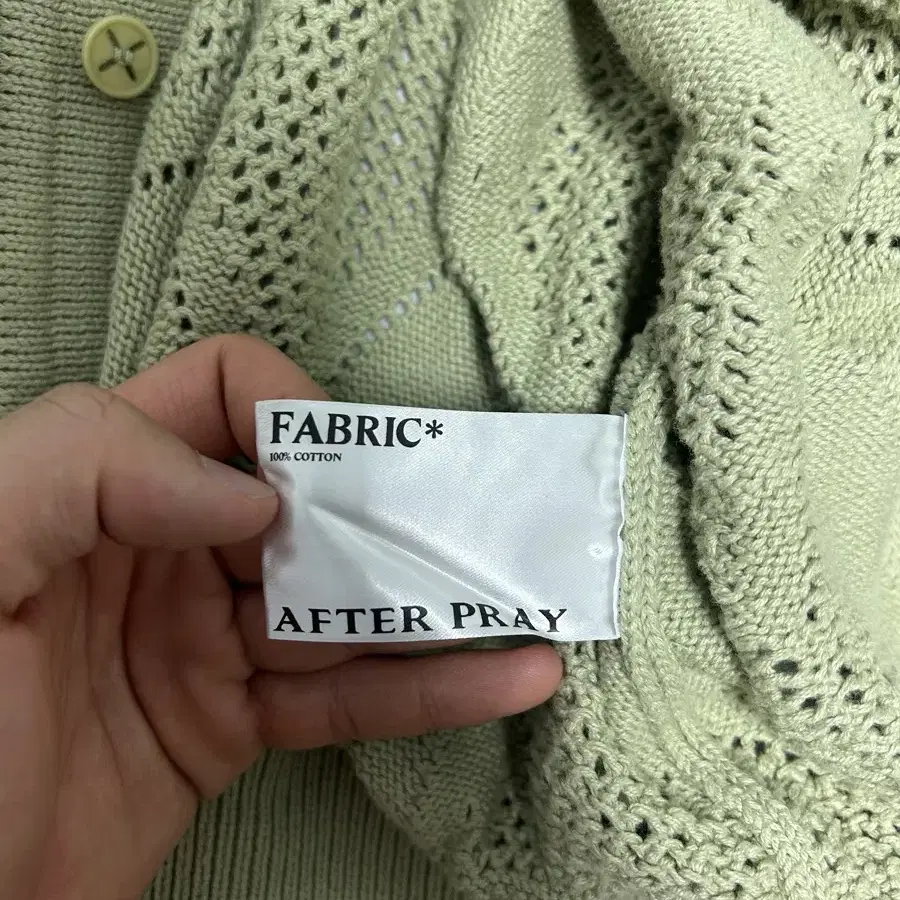 FABRIC*
100% COTTON
AFTER PRAY